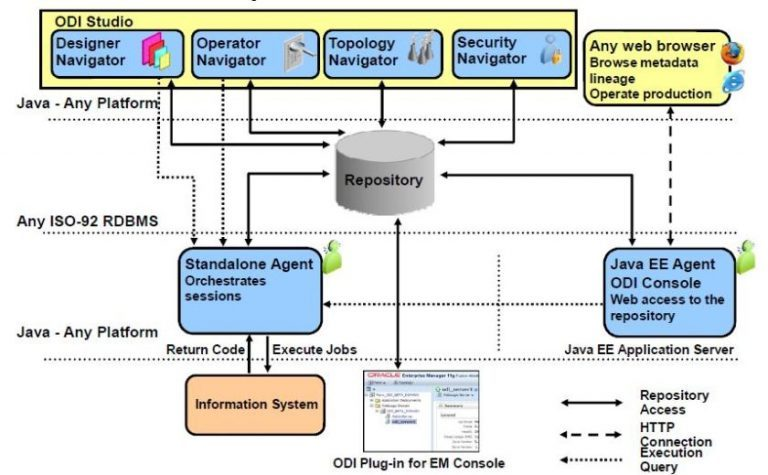 ODI Studio
Designer
Navigator
Operator
Navigator
Topology
Navigator
Security
Navigator
Any web browser
Browse metadata
lineage
Operate production
Java - Any Platform
Repository
Any ISO-92 RDBMS
Standalone Agent
Orchestrates
sessions
Java EE Agent
ODI Console
Web access to the
repository
Java - Any Platform
Return Code
Execute Jobs
Java EE Application Server
Information System
ORACLE Enterprise Manager 11g
ODI Plug-in for EM Console
Repository
Access
HTTP
Connection
Execution
Query